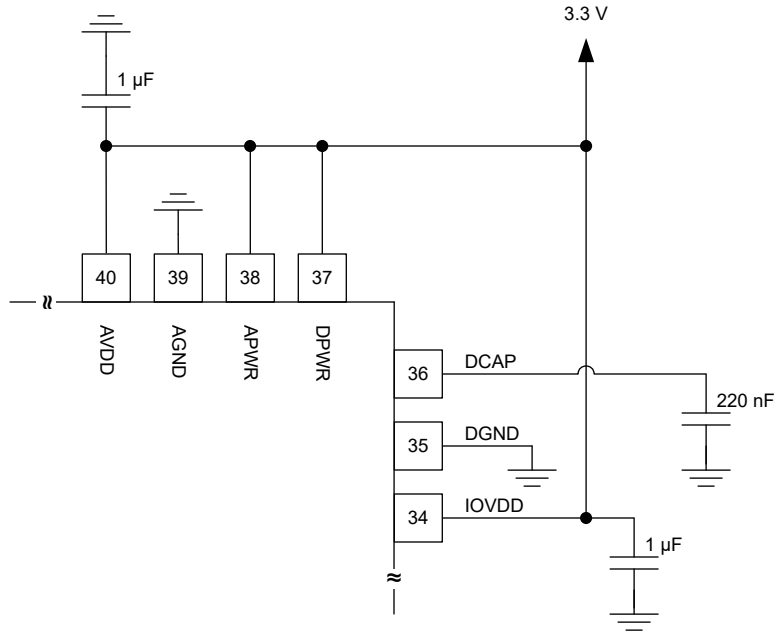 3.3 V
1 µF
40
39
38
37
AVDD
AGND
APWR
DPWR
36
DCAP
220 nF
35
DGND
34
IOVDD
1 µF